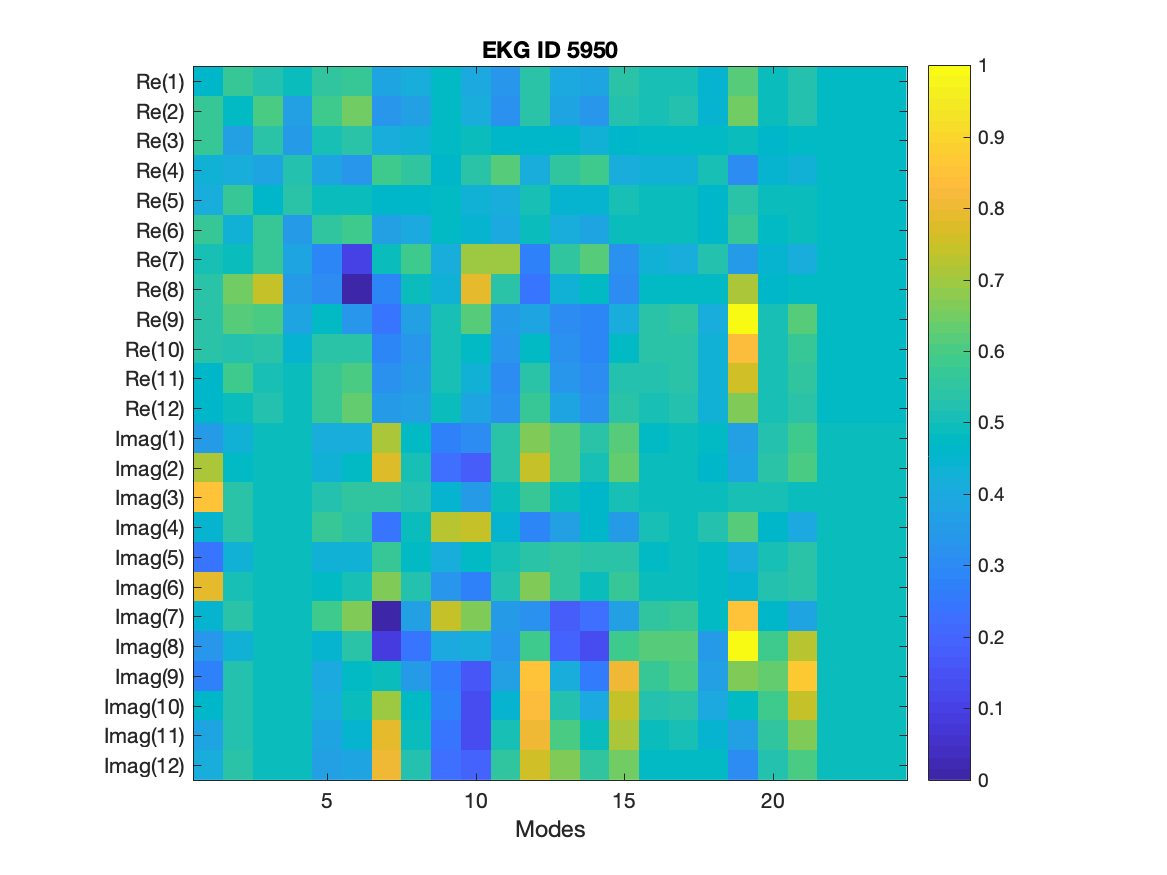 EKG ID 5950
Re(1)
Re(2)
Re(3)
Re(4)
Re(5)
Re(6)
Re(7)
Re(8)
Re(9)
Re(10)
Re(11)
Re(12)
Imag(1)
Imag(2)
Imag(3)
Imag(4)
Imag(5)
Imag(6)
Imag(7)
Imag(8)
Imag(9)
Imag(10)
Imag(11)
Imag(12)
5 10 15 20
Modes
1
0.9
0.8
0.7
0.6
0.5
0.4
0.3
0.2
0.1
0